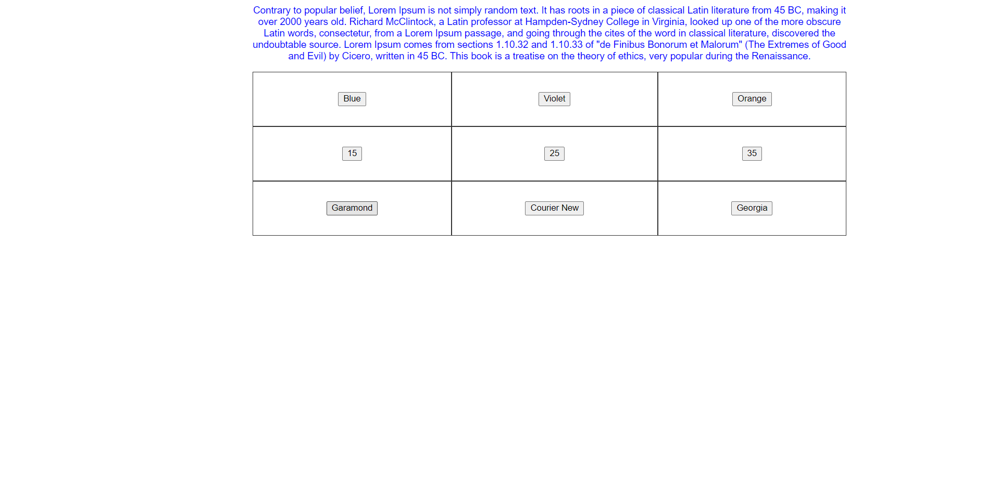 Contrary to popular belief, Lorem Ipsum is not simply random text. It has roots in a piece of classical Latin literature from 45 BC, making it
over 2000 years old. Richard McClintock, a Latin professor at Hampden-Sydney College in Virginia, looked up one of the more obscure
Latin words, consectetur, from a Lorem Ipsum passage, and going through the cites of the word in classical literature, discovered the
undoubtable source. Lorem Ipsum comes from sections 1.10.32 and 1.10.33 of "de Finibus Bonorum et Malorum" (The Extremes of Good
and Evil) by Cicero, written in 45 BC. This book is a treatise on the theory of ethics, very popular during the Renaissance.
Blue Violet Orange
15 25 35
Garamond Courier New Georgia